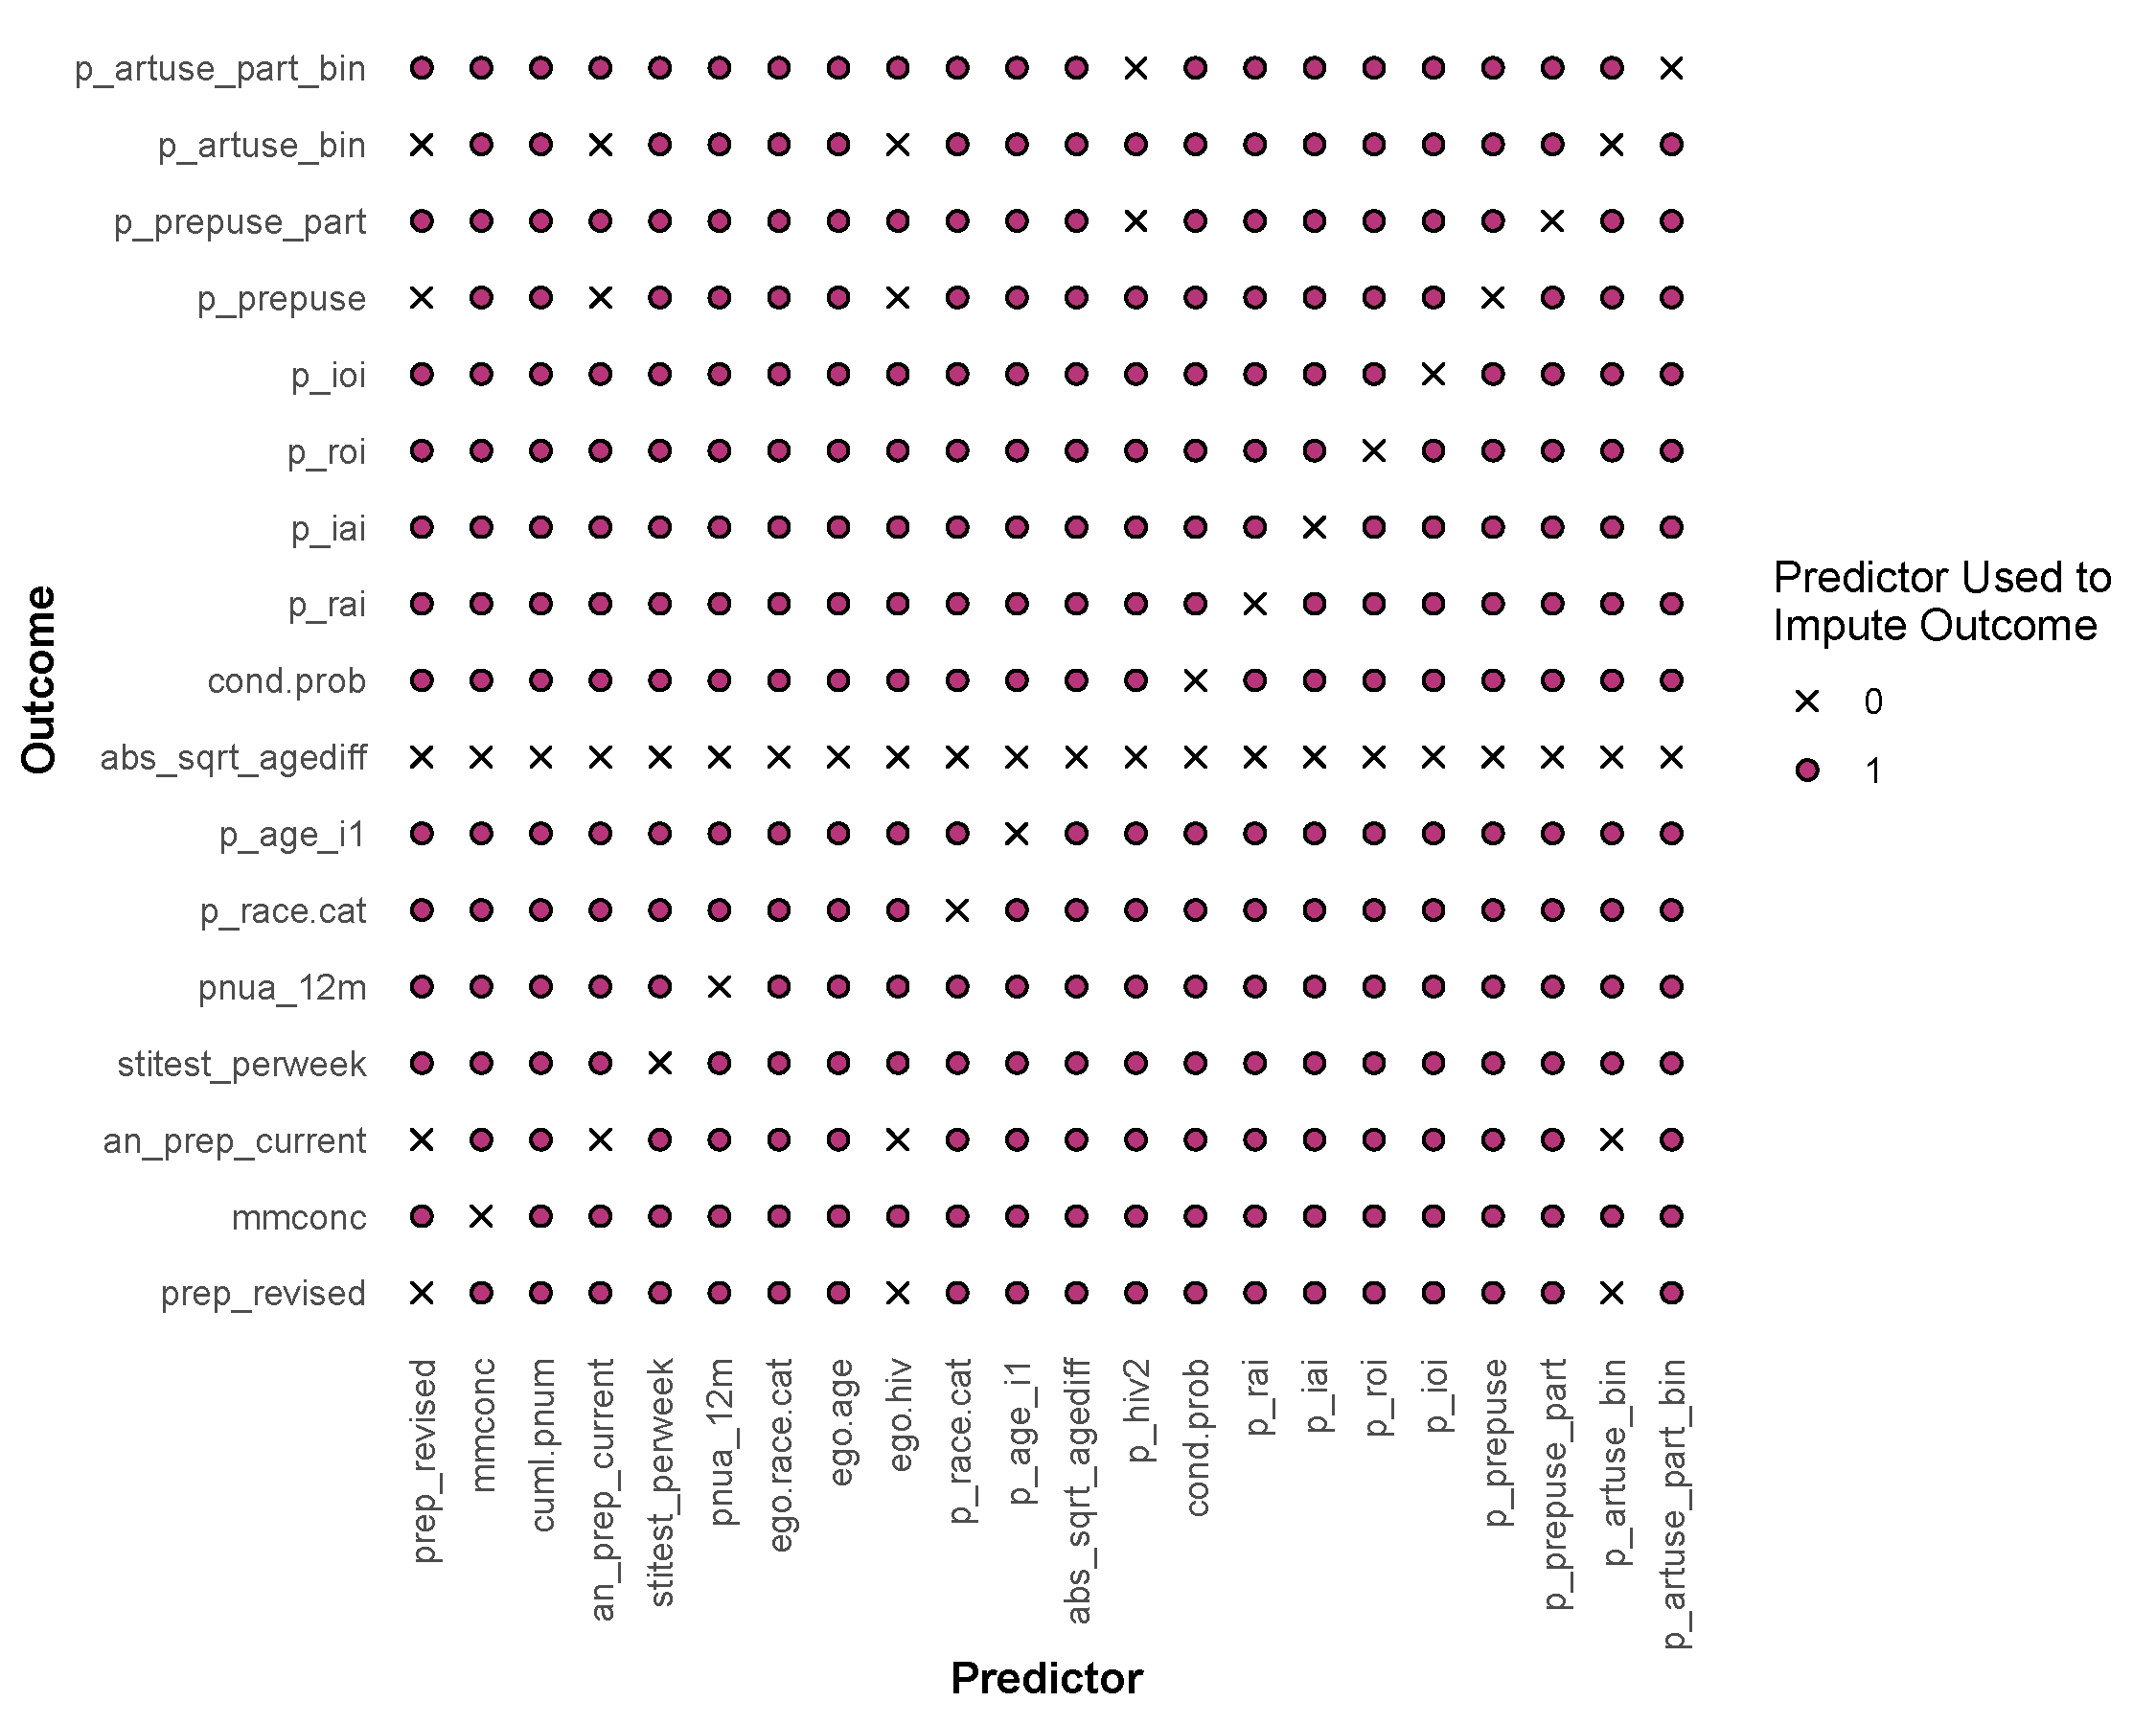 p_artuse_part_bin
p_artuse_bin
p_prepuse_part
p_prepuse
p_ioi
p_roi
p_iai
p_rai
cond.prob
abs_sqrt_agediff
p_age_i1
p_race.cat
pnua_12m
stitest_perweek
an_prep_current
mmconc
prep_revised
Outcome
prep_revised
mmconc
cuml.pnum
an_prep_current
stitest_perweek
pnua_12m
ego.race.cat
ego.age
ego.hiv
p_race.cat
p_age_i1
abs_sqrt_agediff
p_hiv2
cond.prob
p_rai
p_iai
p_roi
p_ioi
p_prepuse
p_prepuse_part
p_artuse_bin
p_artuse_part_bin
Predictor
Predictor Used to
Impute Outcome
0
1